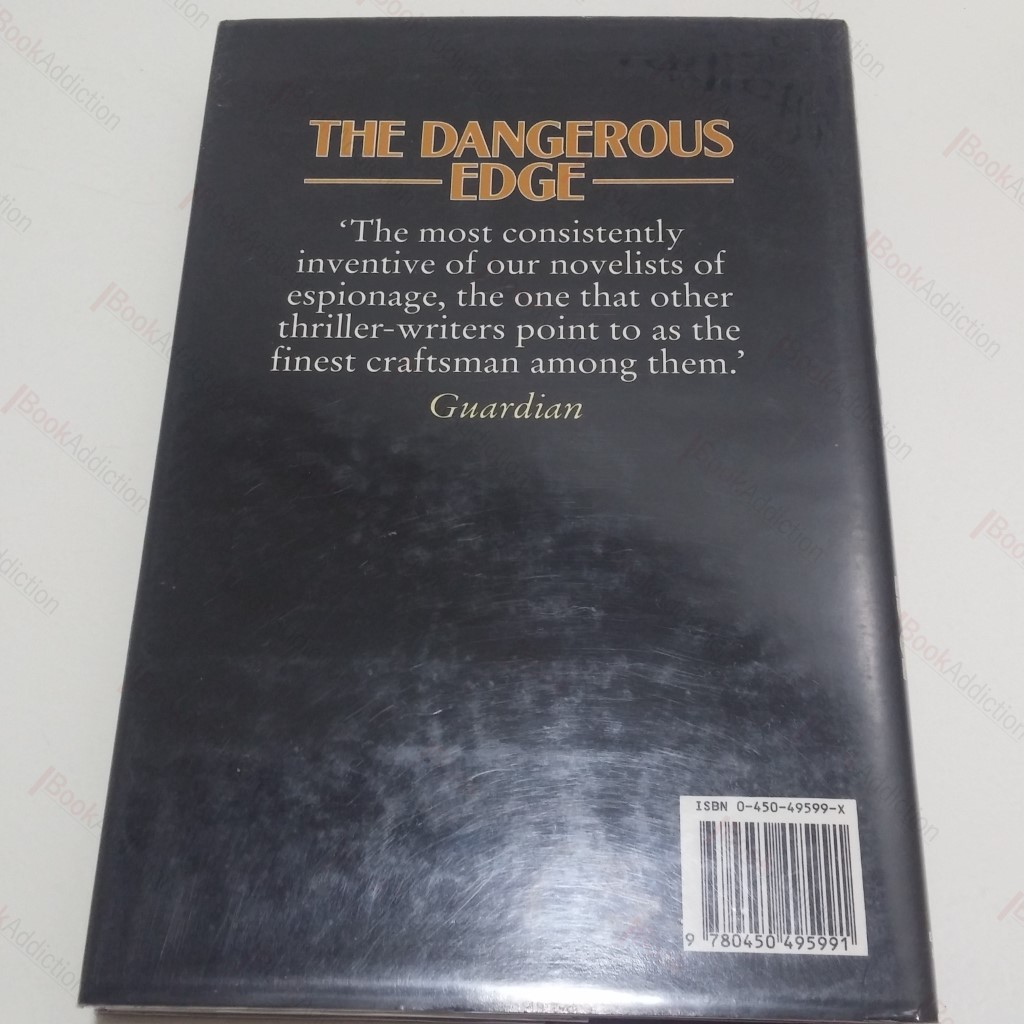 THE DANGEROUS
EDGE
‘The most consistently
inventive of our novelists of
espionage, the one that other
thriller-writers point to as the
finest craftsman among them.’
Guardian
ISBN 0-450-49599-X
9 780450 495991
BookAddiction